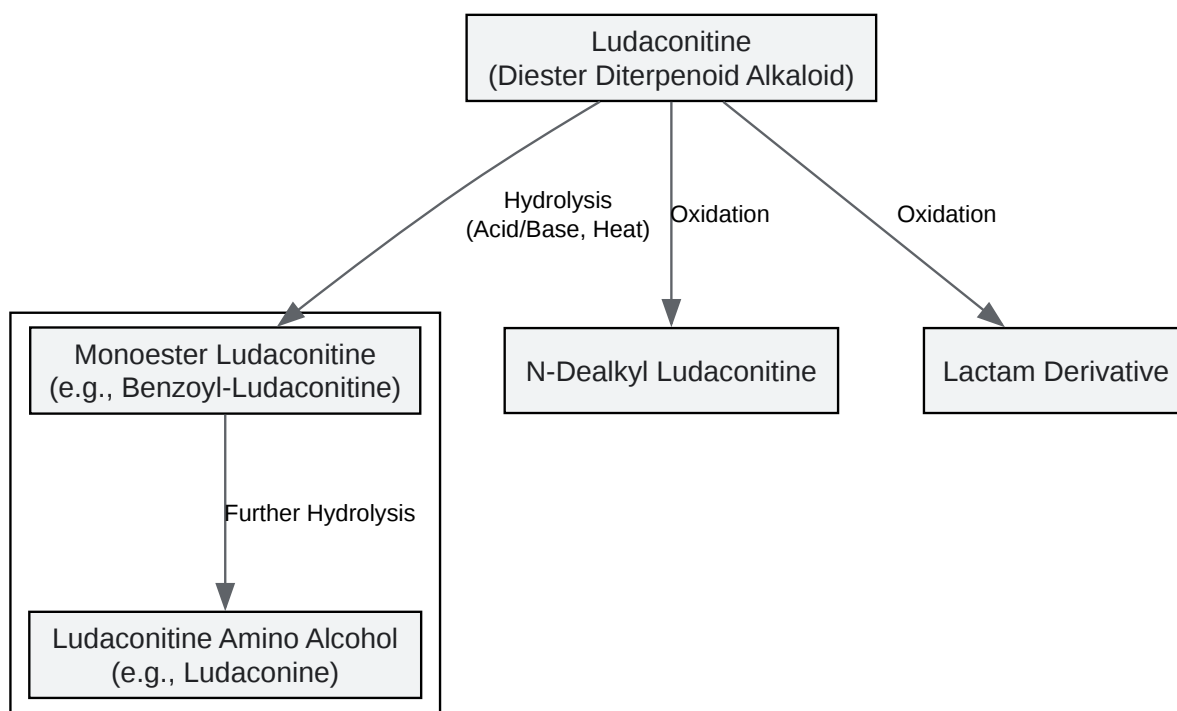 Ludaconitine
(Diester Diterpenoid Alkaloid)
Hydrolysis
(Acid/Base, Heat)
Oxidation
Oxidation
Monoester Ludaconitine
(e.g., Benzoyl-Ludaconitine)
N-Dealkyl Ludaconitine
Lactam Derivative
Further Hydrolysis
Ludaconitine Amino Alcohol
(e.g., Ludaconine)